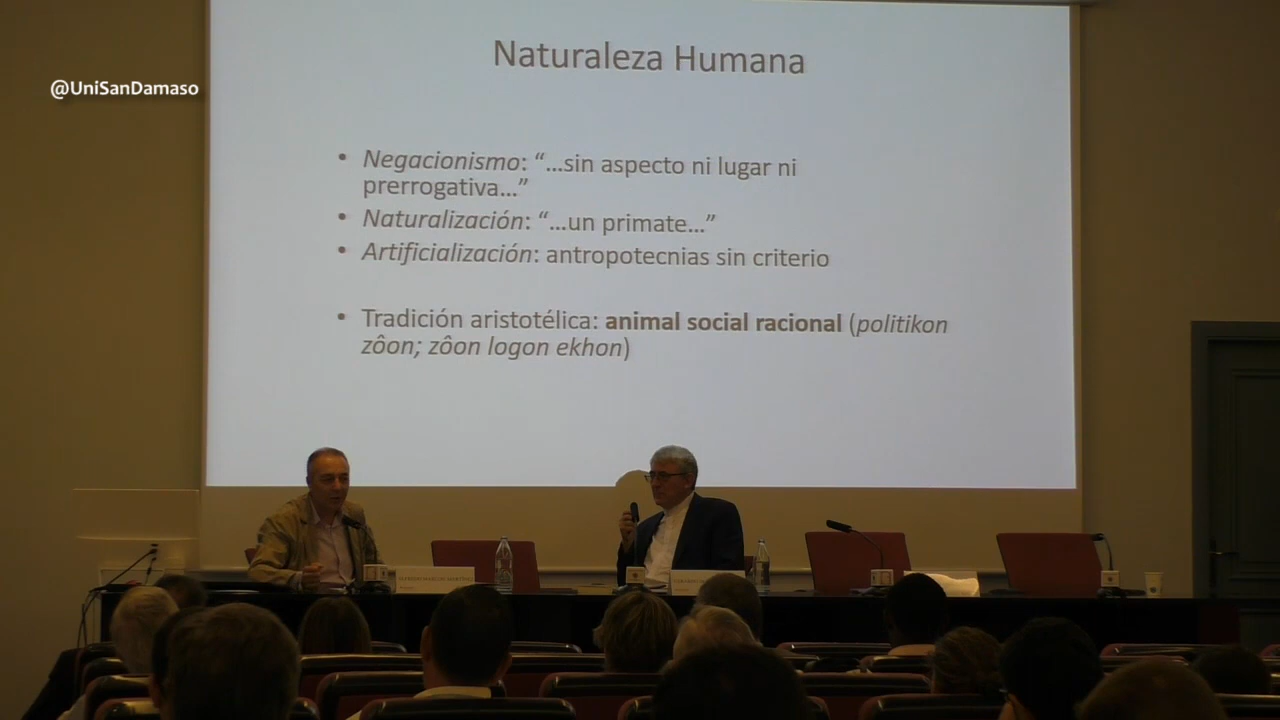 Naturaleza Humana
@UniSanDamaso
• Negacionismo: “...sin aspecto ni lugar ni
prerrogativa...”
• Naturalización: “...un primate...”
• Artificialización: antropotecnias sin criterio
• Tradición aristotélica: animal social racional (politikon
zôon; zôon logon ekhon)